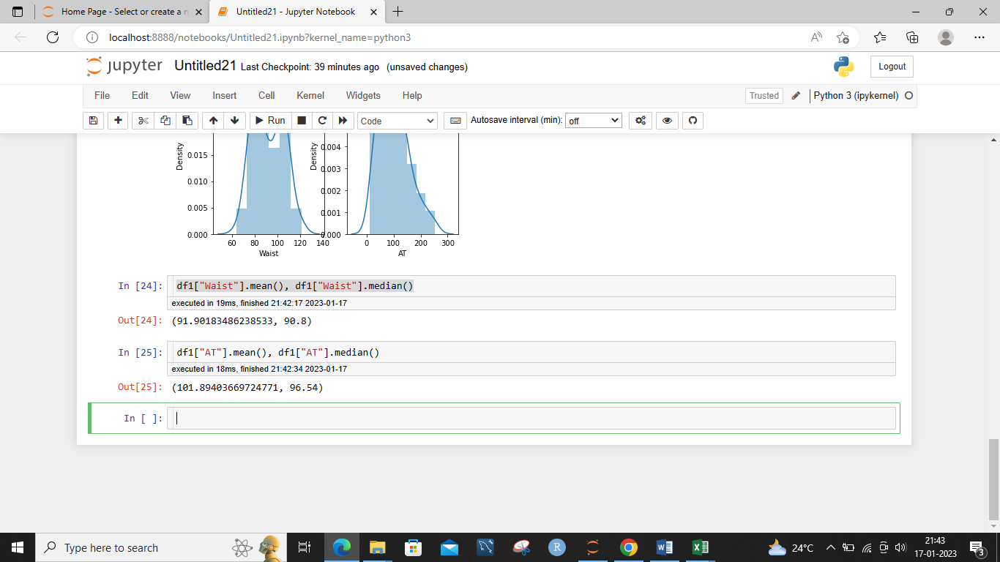 Home Page - Select or create a n
Untitled21 - Jupyter Notebook
localhost:8888/notebooks/Untitled21.ipynb?kernel_name=python3
jupyter Untitled21 Last Checkpoint: 39 minutes ago (unsaved changes)
Logout
File Edit View Insert Cell Kernel Widgets Help
Trusted Python 3 (ipykernel)
Run Code Autosave interval (min): off
Density
0.015
0.010
0.005
0.000
60 80 100 120 140
Waist
Density
0.004
0.003
0.002
0.001
0.000
0 100 200 300
AT
In [24]: df1["Waist"].mean(), df1["Waist"].median()
executed in 19ms, finished 21:42:17 2023-01-17
Out[24]: (91.90183486238533, 90.8)
In [25]: df1["AT"].mean(), df1["AT"].median()
executed in 18ms, finished 21:42:34 2023-01-17
Out[25]: (101.89403669724771, 96.54)
In [ ]:
Type here to search
R
W
X
24°C
21:43
17-01-2023
3